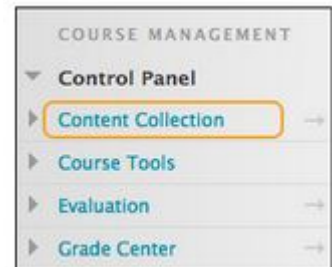 COURSE MANAGEMENT
Control Panel
Content Collection
Course Tools
Evaluation
Grade Center